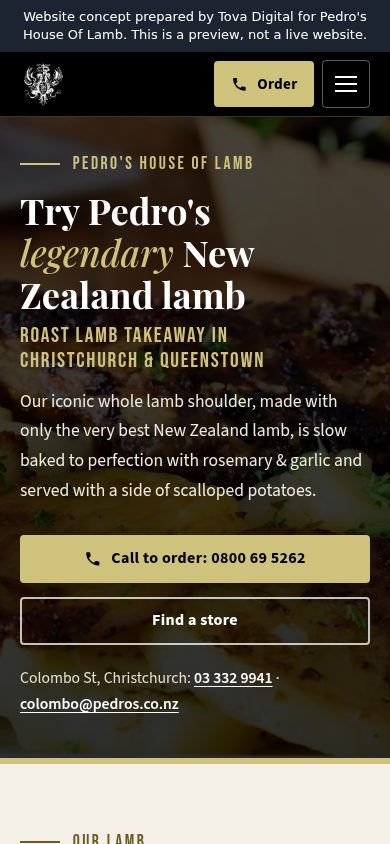 Website concept prepared by Tova Digital for Pedro's
House Of Lamb. This is a preview, not a live website.
Order
PEDRO'S HOUSE OF LAMB
Try Pedro's
legendary New
Zealand lamb
ROAST LAMB TAKEAWAY IN
CHRISTCHURCH & QUEENSTOWN
Our iconic whole lamb shoulder, made with
only the very best New Zealand lamb, is slow
baked to perfection with rosemary & garlic and
served with a side of scalloped potatoes.
Call to order: 0800 69 5262
Find a store
Colombo St, Christchurch: 03 332 9941 ·
colombo@pedros.co.nz
OUR LAMB